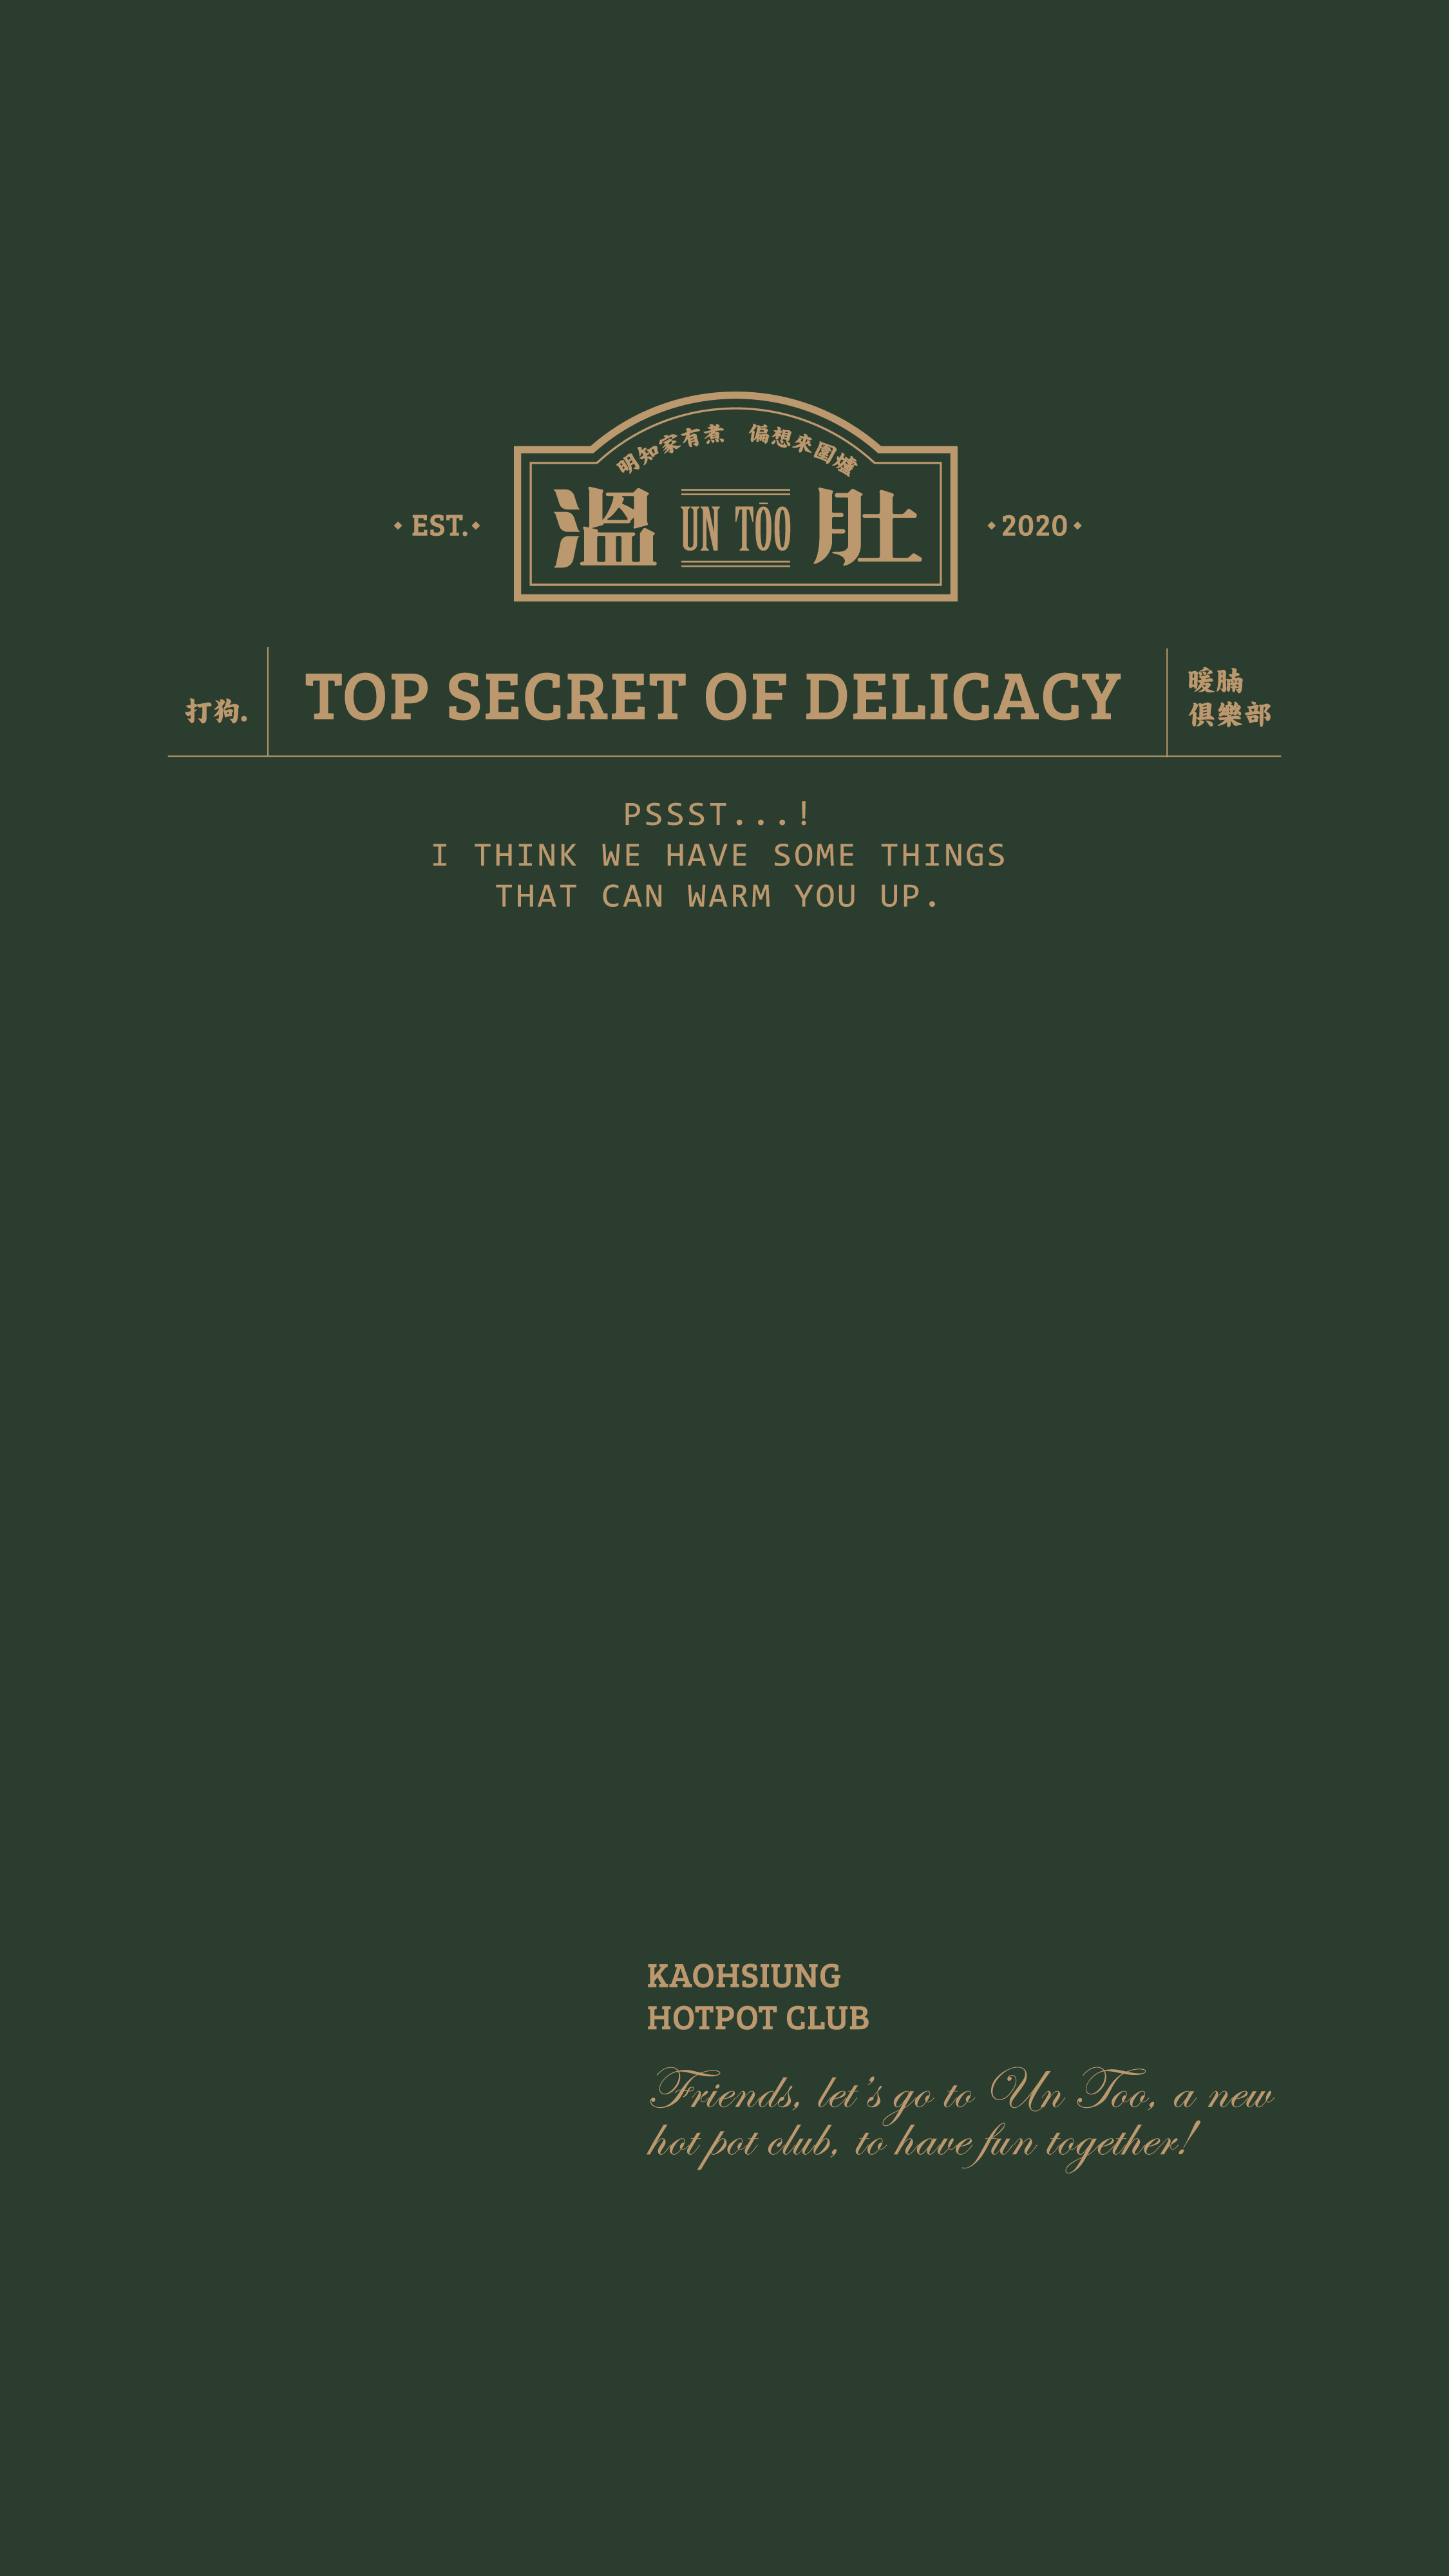 明知家有煮 偏想來圍爐
EST.
溫 UN TŌO 肚
2020
打狗.
TOP SECRET OF DELICACY
暖腩
俱樂部
PSSST...!
I THINK WE HAVE SOME THINGS
THAT CAN WARM YOU UP.
KAOHSIUNG
HOTPOT CLUB
Friends, let's go to Un Too, a new
hot pot club, to have fun together!